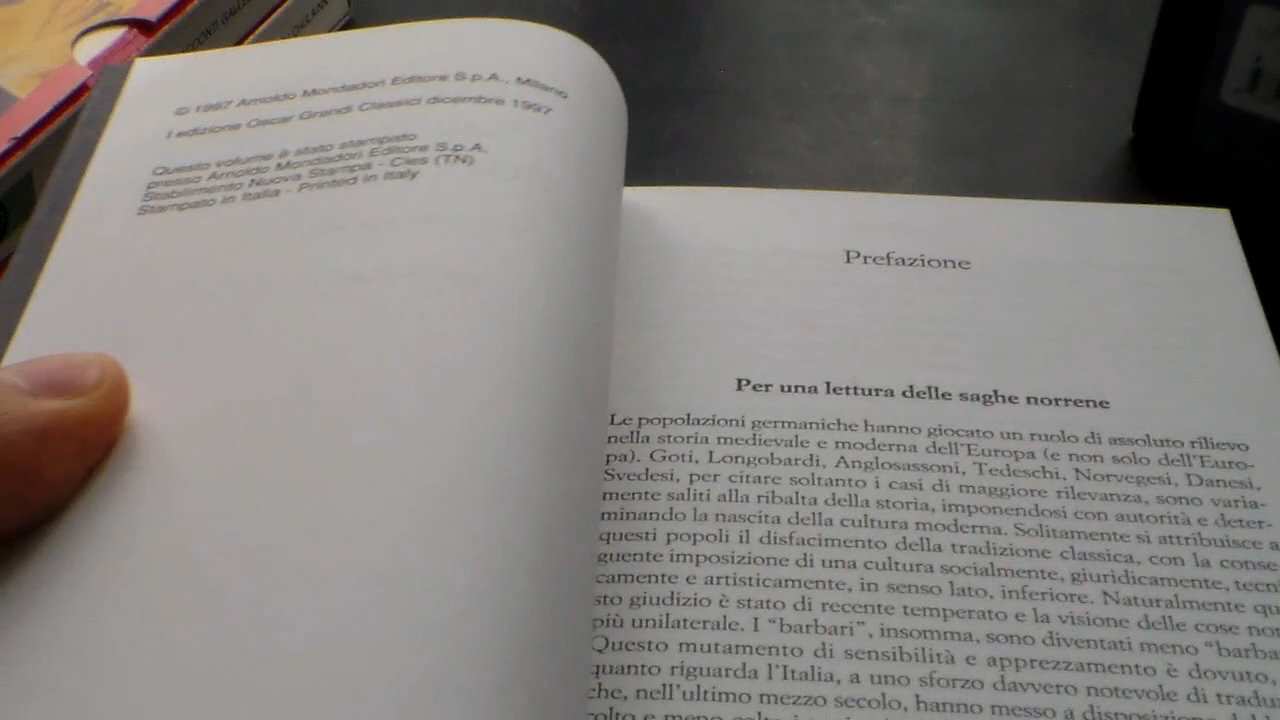 © 1997 Arnoldo Mondadori Editore S.p.A., Milano
I edizione Oscar Grandi Classici dicembre 1997
Questo volume è stato stampato
presso Arnoldo Mondadori Editore S.p.A.
Stabilimento Nuova Stampa - Cles (TN)
Stampato in Italia - Printed in Italy
Prefazione
Per una lettura delle saghe norrene
Le popolazioni germaniche hanno giocato un ruolo di assoluto rilievo
nella storia medievale e moderna dell'Europa (e non solo dell'Euro-
pa). Goti, Longobardi, Anglosassoni, Tedeschi, Norvegesi, Danesi,
Svedesi, per citare soltanto i casi di maggiore rilevanza, sono varia-
mente saliti alla ribalta della storia, imponendosi con autorità e deter-
minando la nascita della cultura moderna. Solitamente si attribuisce a
questi popoli il disfacimento della tradizione classica, con la conse
guente imposizione di una cultura socialmente, giuridicamente, tecn
camente e artisticamente, in senso lato, inferiore. Naturalmente qu
sto giudizio è stato di recente temperato e la visione delle cose non
più unilaterale. I "barbari", insomma, sono diventati meno "barba
Questo mutamento di sensibilità e apprezzamento è dovuto,
quanto riguarda l'Italia, a uno sforzo davvero notevole di tradu
che, nell'ultimo mezzo secolo, hanno messo a disposizione
colto e meno colto